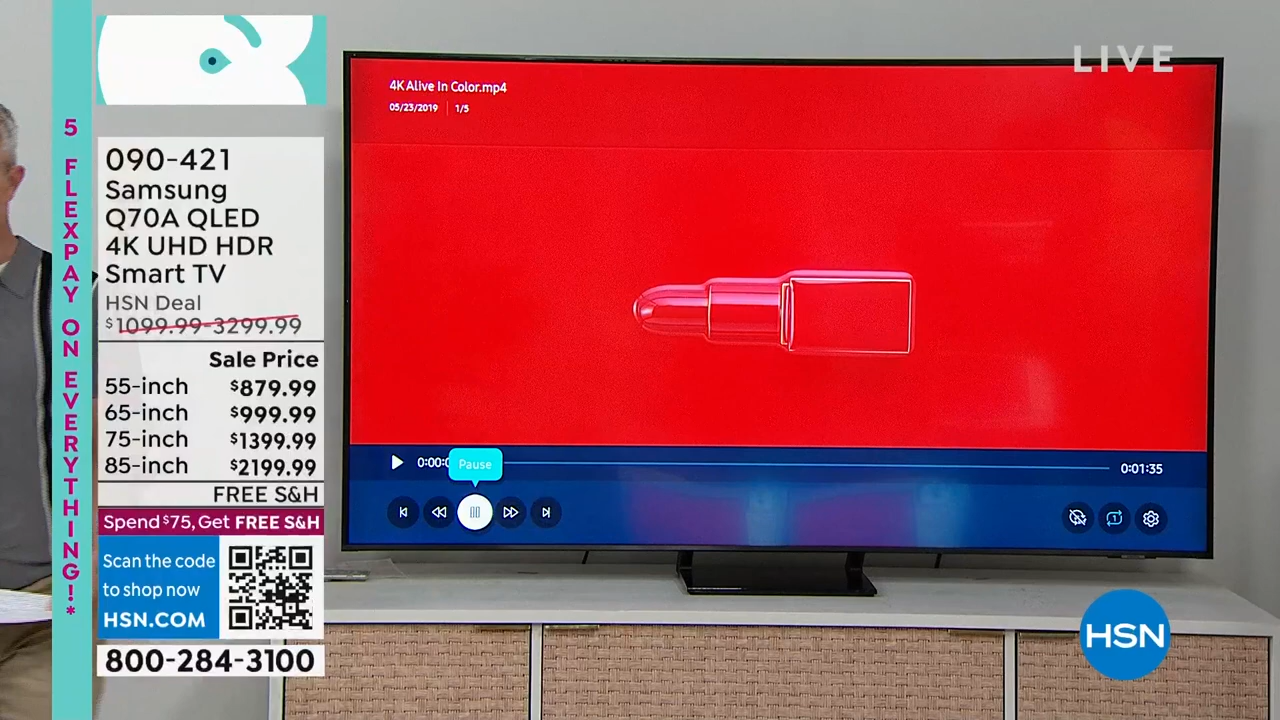 5 FLEXPAY ON EVERYTHING!*
090-421
Samsung
Q70A QLED
4K UHD HDR
Smart TV
HSN Deal
$1099.99-3299.99
Sale Price
55-inch $879.99
65-inch $999.99
75-inch $1399.99
85-inch $2199.99
FREE S&H
Spend $75, Get FREE S&H
Scan the code
to shop now
HSN.COM
800-284-3100
LIVE
4K Alive In Color.mp4
05/23/2019 | 1/5
Pause
0:01:35
HSN